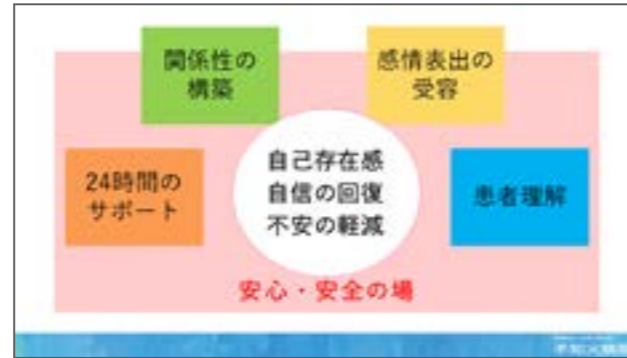 関係性の
構築
感情表出の
受容
24時間の
サポート
自己存在感
自信の回復
不安の軽減
患者理解
安心・安全の場